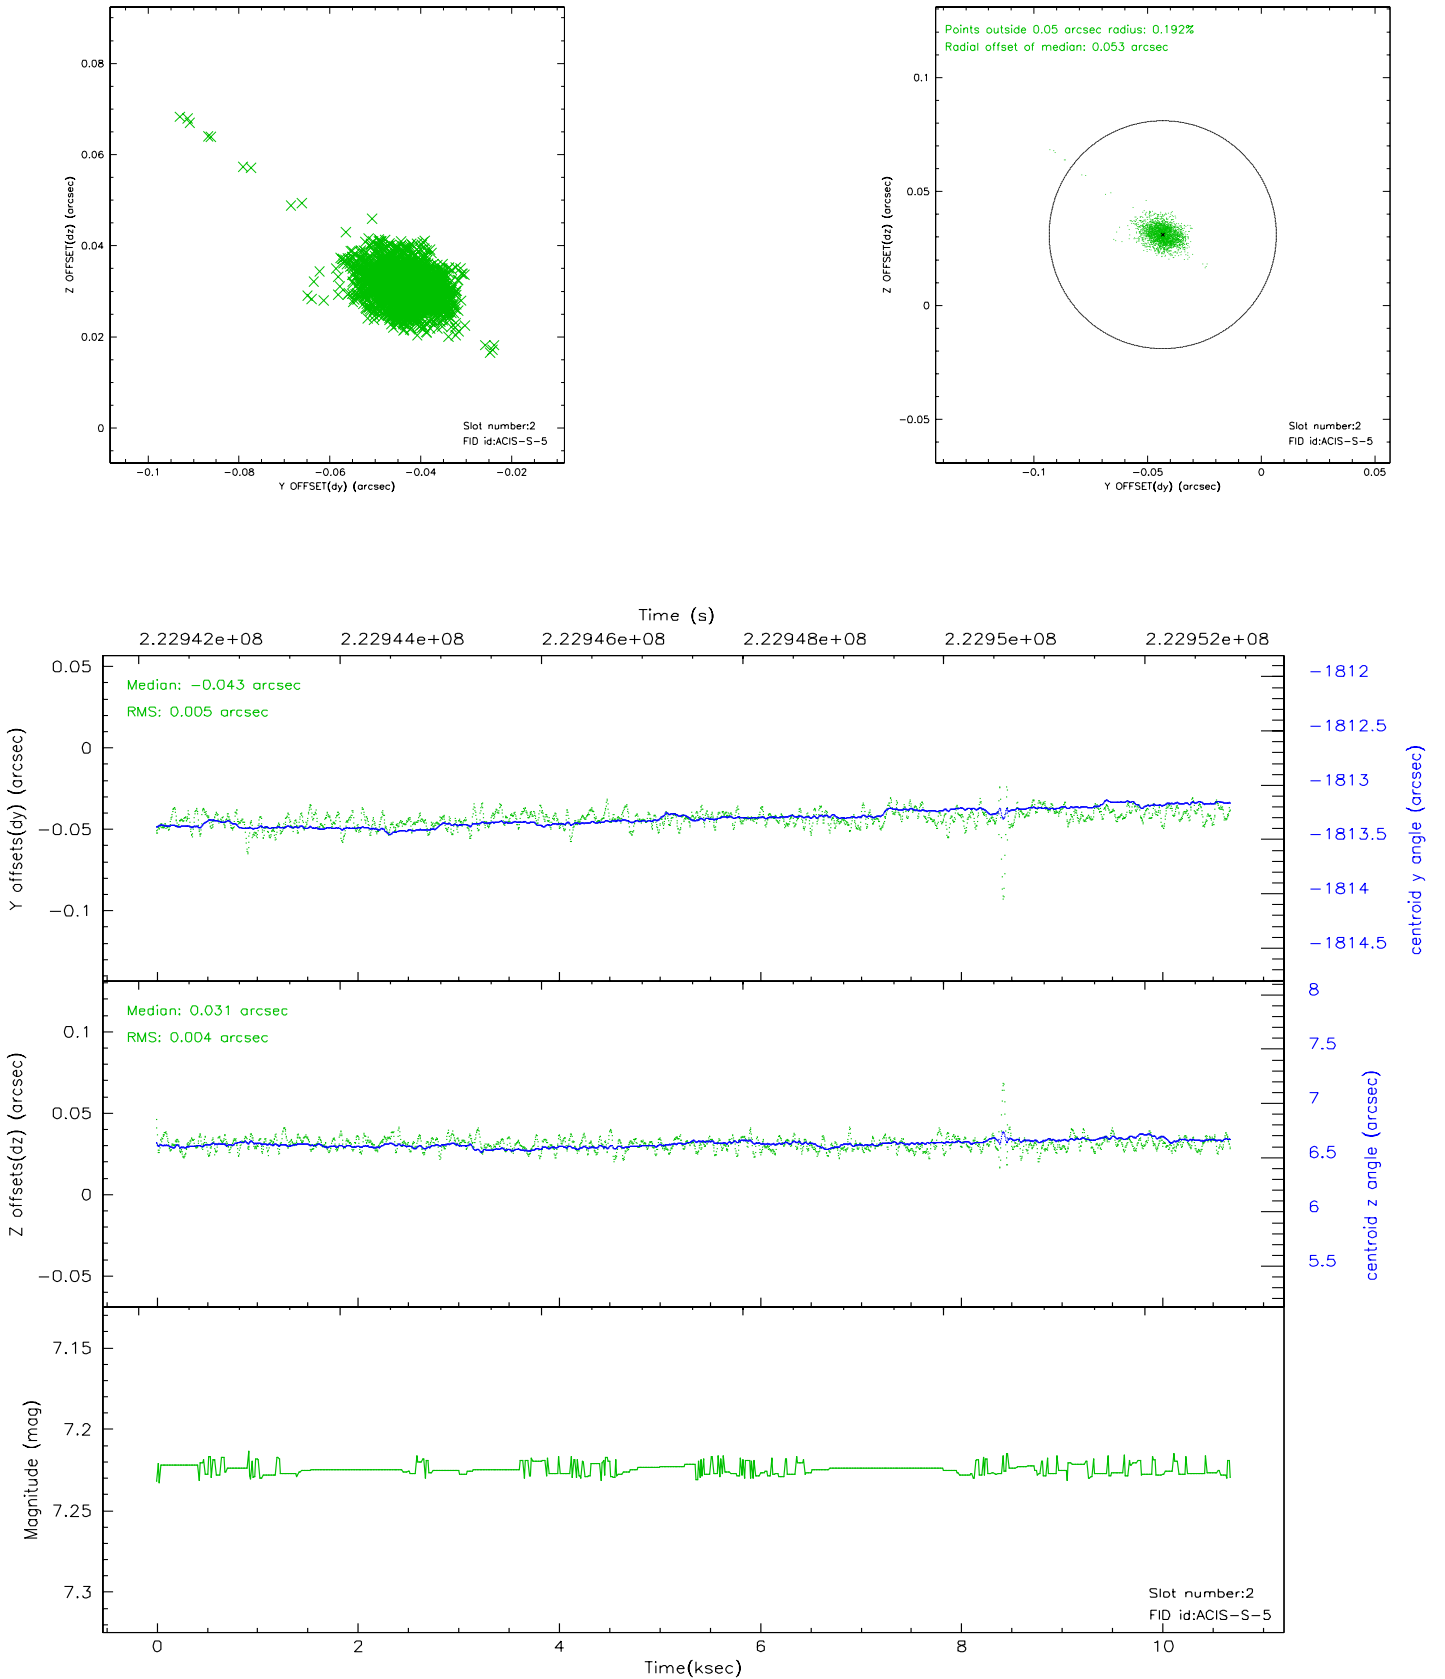 0.08
0.06
0.04
0.02
0
Z OFFSET(dz) (arcsec)
Slot number:2
FID id:ACIS-S-5
-0.1
-0.08
-0.06
-0.04
-0.02
Y OFFSET(dy) (arcsec)
Points outside 0.05 arcsec radius: 0.192%
Radial offset of median: 0.053 arcsec
0.1
0.05
0
-0.05
Z OFFSET(dz) (arcsec)
Slot number:2
FID id:ACIS-S-5
-0.1
-0.05
0
0.05
Y OFFSET(dy) (arcsec)
Time (s)
2.22942e+08
2.22944e+08
2.22946e+08
2.22948e+08
2.2295e+08
2.22952e+08
0.05
0
-0.05
-0.1
Y offsets(dy) (arcsec)
Median: -0.043 arcsec
RMS: 0.005 arcsec
-1812
-1812.5
-1813
-1813.5
-1814
-1814.5
centroid y angle (arcsec)
0.1
0.05
0
-0.05
Z offsets(dz) (arcsec)
Median: 0.031 arcsec
RMS: 0.004 arcsec
8
7.5
7
6.5
6
5.5
centroid z angle (arcsec)
7.15
7.2
7.25
7.3
Magnitude (mag)
Slot number:2
FID id:ACIS-S-5
0
2
4
6
8
10
Time(ksec)